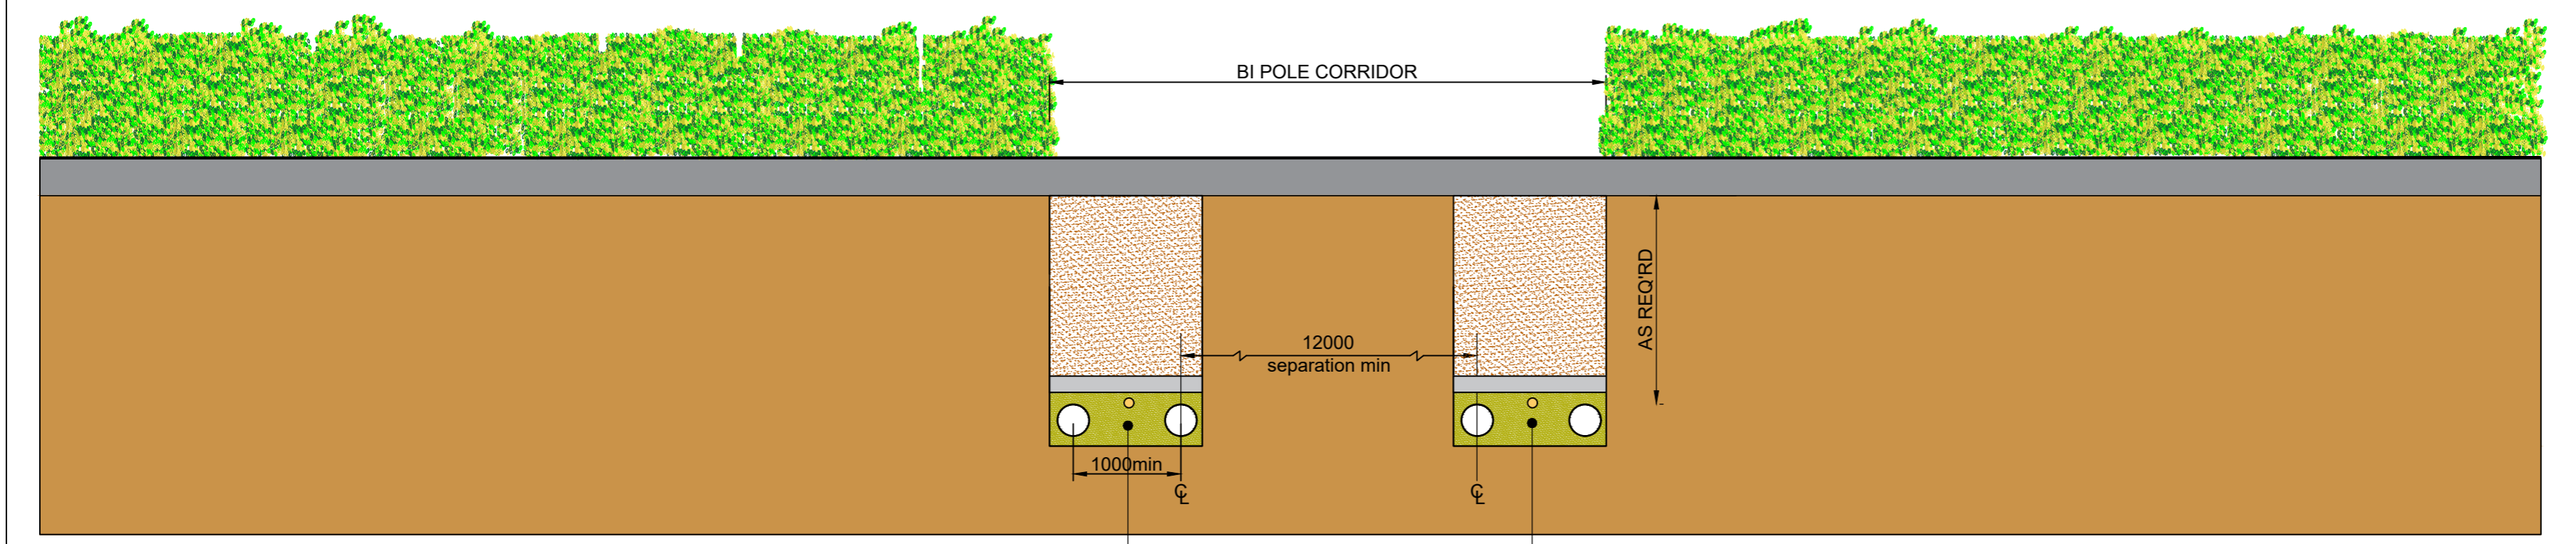 BI POLE CORRIDOR
AS REQ'RD
12000
separation min
1000min
℄
℄